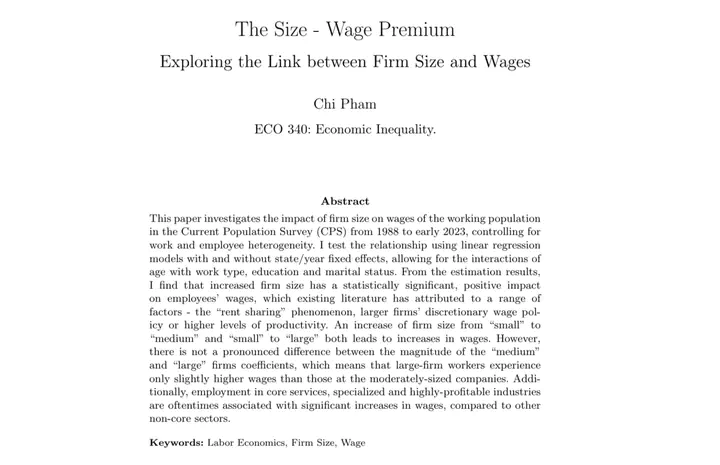 The Size - Wage Premium
Exploring the Link between Firm Size and Wages
Chi Pham
ECO 340: Economic Inequality.
Abstract
This paper investigates the impact of firm size on wages of the working population
in the Current Population Survey (CPS) from 1988 to early 2023, controlling for
work and employee heterogeneity. I test the relationship using linear regression
models with and without state/year fixed effects, allowing for the interactions of
age with work type, education and marital status. From the estimation results,
I find that increased firm size has a statistically significant, positive impact
on employees' wages, which existing literature has attributed to a range of
factors - the “rent sharing” phenomenon, larger firms' discretionary wage pol-
icy or higher levels of productivity. An increase of firm size from “small” to
“medium” and “small” to “large” both leads to increases in wages. However,
there is not a pronounced difference between the magnitude of the “medium”
and “large” firms coefficients, which means that large-firm workers experience
only slightly higher wages than those at the moderately-sized companies. Addi-
tionally, employment in core services, specialized and highly-profitable industries
are oftentimes associated with significant increases in wages, compared to other
non-core sectors.
Keywords: Labor Economics, Firm Size, Wage